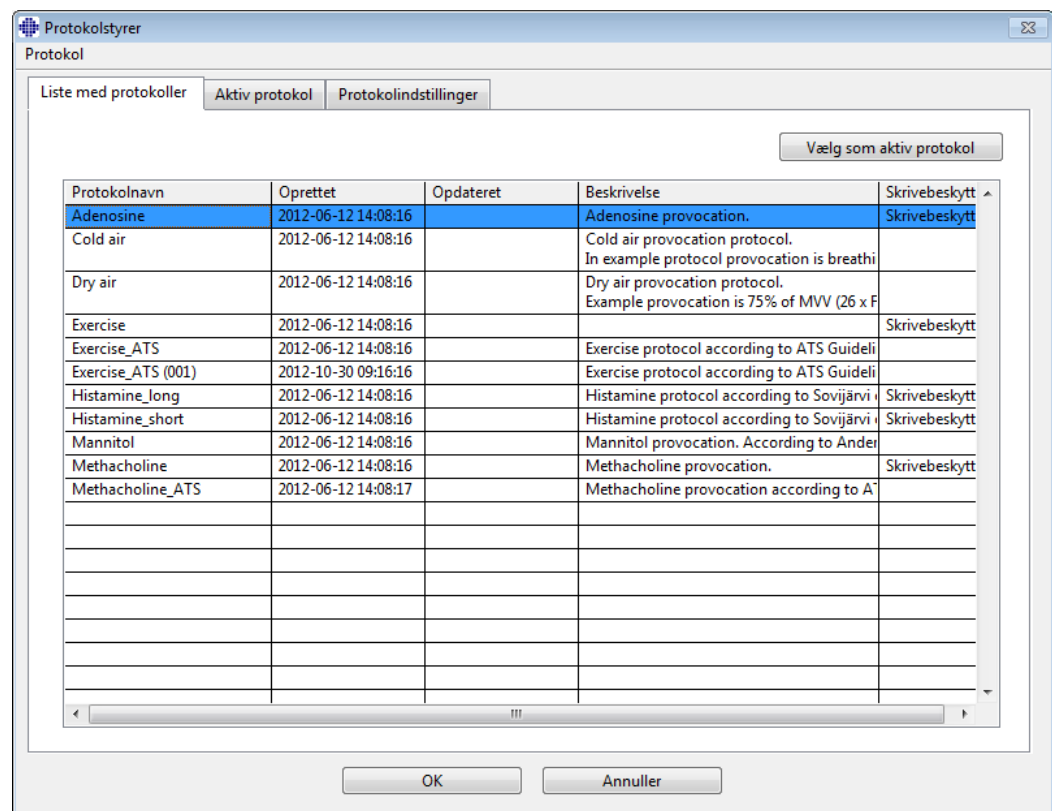 Protokolstyrer
Protokol
Liste med protokoller Aktiv protokol Protokolindstillinger
Vælg som aktiv protokol
Protokolnavn Oprettet Opdateret Beskrivelse Skrivebeskytt
Adenosine 2012-06-12 14:08:16 Adenosine provocation. Skrivebeskytt
Cold air 2012-06-12 14:08:16 Cold air provocation protocol.
In example protocol provocation is breathi
Dry air 2012-06-12 14:08:16 Dry air provocation protocol.
Example provocation is 75% of MVV (26 x F
Exercise 2012-06-12 14:08:16 Skrivebeskytt
Exercise_ATS 2012-06-12 14:08:16 Exercise protocol according to ATS Guideli
Exercise_ATS (001) 2012-10-30 09:16:16 Exercise protocol according to ATS Guideli
Histamine_long 2012-06-12 14:08:16 Histamine protocol according to Sovijärvi Skrivebeskytt
Histamine_short 2012-06-12 14:08:16 Histamine protocol according to Sovijärvi Skrivebeskytt
Mannitol 2012-06-12 14:08:16 Mannitol provocation. According to Ander
Methacholine 2012-06-12 14:08:16 Methacholine provocation. Skrivebeskytt
Methacholine_ATS 2012-06-12 14:08:17 Methacholine provocation according to A
OK Annuller